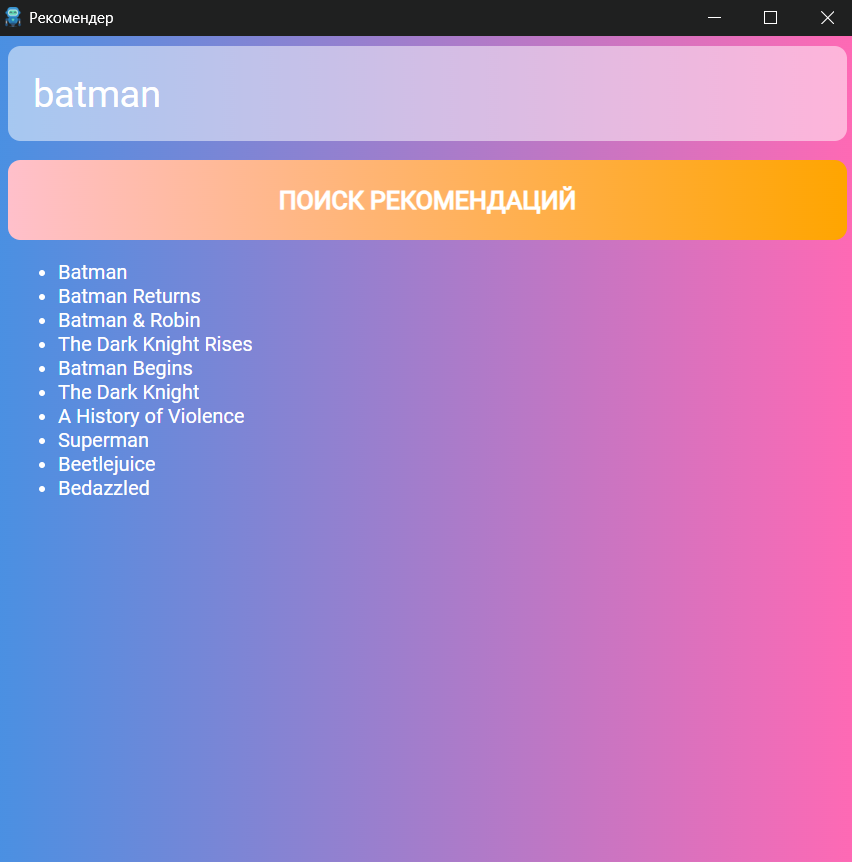 Рекомендер
batman
ПОИСК РЕКОМЕНДАЦИЙ
Batman
Batman Returns
Batman & Robin
The Dark Knight Rises
Batman Begins
The Dark Knight
A History of Violence
Superman
Beetlejuice
Bedazzled